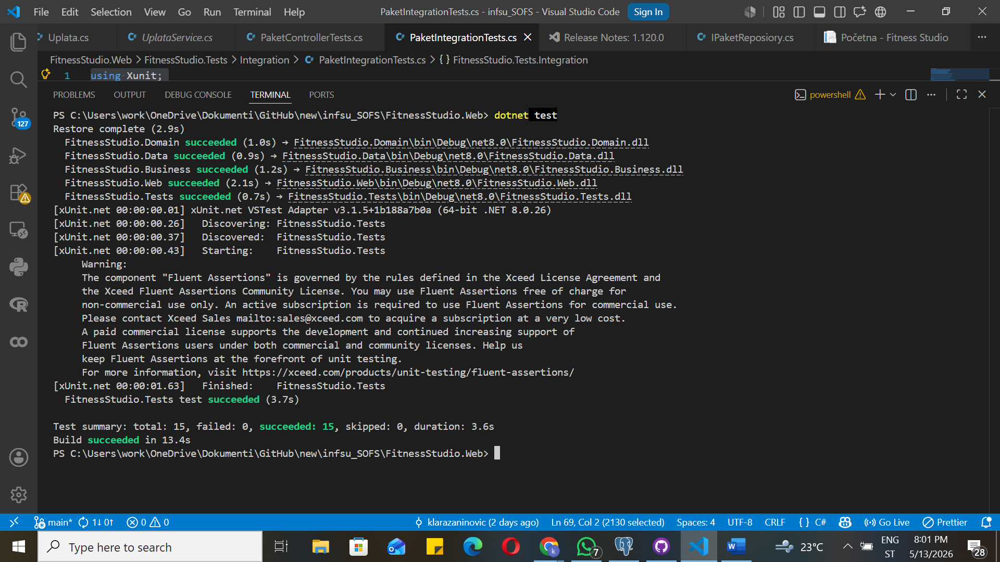 File Edit Selection View Go Run Terminal Help
PaketIntegrationTests.cs - infsu_SOFS - Visual Studio Code
Sign In
Uplata.cs
UplataService.cs
PaketControllerTests.cs
PaketIntegrationTests.cs
Release Notes: 1.120.0
IPaketReposiory.cs
Početna - Fitness Studio
FitnessStudio.Web > FitnessStudio.Tests > Integration > PaketIntegrationTests.cs > { } FitnessStudio.Tests.Integration
1 using Xunit;
PROBLEMS OUTPUT DEBUG CONSOLE TERMINAL PORTS
powershell
PS C:\Users\work\OneDrive\Dokumenti\GitHub\new\infsu_SOFS\FitnessStudio.Web> dotnet test
Restore complete (2.9s)
FitnessStudio.Domain succeeded (1.0s) → FitnessStudio.Domain\bin\Debug\net8.0\FitnessStudio.Domain.dll
FitnessStudio.Data succeeded (0.9s) → FitnessStudio.Data\bin\Debug\net8.0\FitnessStudio.Data.dll
FitnessStudio.Business succeeded (1.2s) → FitnessStudio.Business\bin\Debug\net8.0\FitnessStudio.Business.dll
FitnessStudio.Web succeeded (2.1s) → FitnessStudio.Web\bin\Debug\net8.0\FitnessStudio.Web.dll
FitnessStudio.Tests succeeded (0.7s) → FitnessStudio.Tests\bin\Debug\net8.0\FitnessStudio.Tests.dll
[xUnit.net 00:00:00.01] xUnit.net VSTest Adapter v3.1.5+1b188a7b0a (64-bit .NET 8.0.26)
[xUnit.net 00:00:00.26] Discovering: FitnessStudio.Tests
[xUnit.net 00:00:00.37] Discovered: FitnessStudio.Tests
[xUnit.net 00:00:00.43] Starting: FitnessStudio.Tests
Warning:
The component "Fluent Assertions" is governed by the rules defined in the Xceed License Agreement and
the Xceed Fluent Assertions Community License. You may use Fluent Assertions free of charge for
non-commercial use only. An active subscription is required to use Fluent Assertions for commercial use.
Please contact Xceed Sales mailto:sales@xceed.com to acquire a subscription at a very low cost.
A paid commercial license supports the development and continued increasing support of
Fluent Assertions users under both commercial and community licenses. Help us
keep Fluent Assertions at the forefront of unit testing.
For more information, visit https://xceed.com/products/unit-testing/fluent-assertions/
[xUnit.net 00:00:01.63] Finished: FitnessStudio.Tests
FitnessStudio.Tests test succeeded (3.7s)
Test summary: total: 15, failed: 0, succeeded: 15, skipped: 0, duration: 3.6s
Build succeeded in 13.4s
PS C:\Users\work\OneDrive\Dokumenti\GitHub\new\infsu_SOFS\FitnessStudio.Web>
127
main* 1↓ 0↑ 0 0 klarazaninovic (2 days ago) Ln 69, Col 2 (2130 selected) Spaces: 4 UTF-8 CRLF { } C# Go Live Prettier
Type here to search
k
7
23°C
ENG
ST
8:01 PM
5/13/2026
28